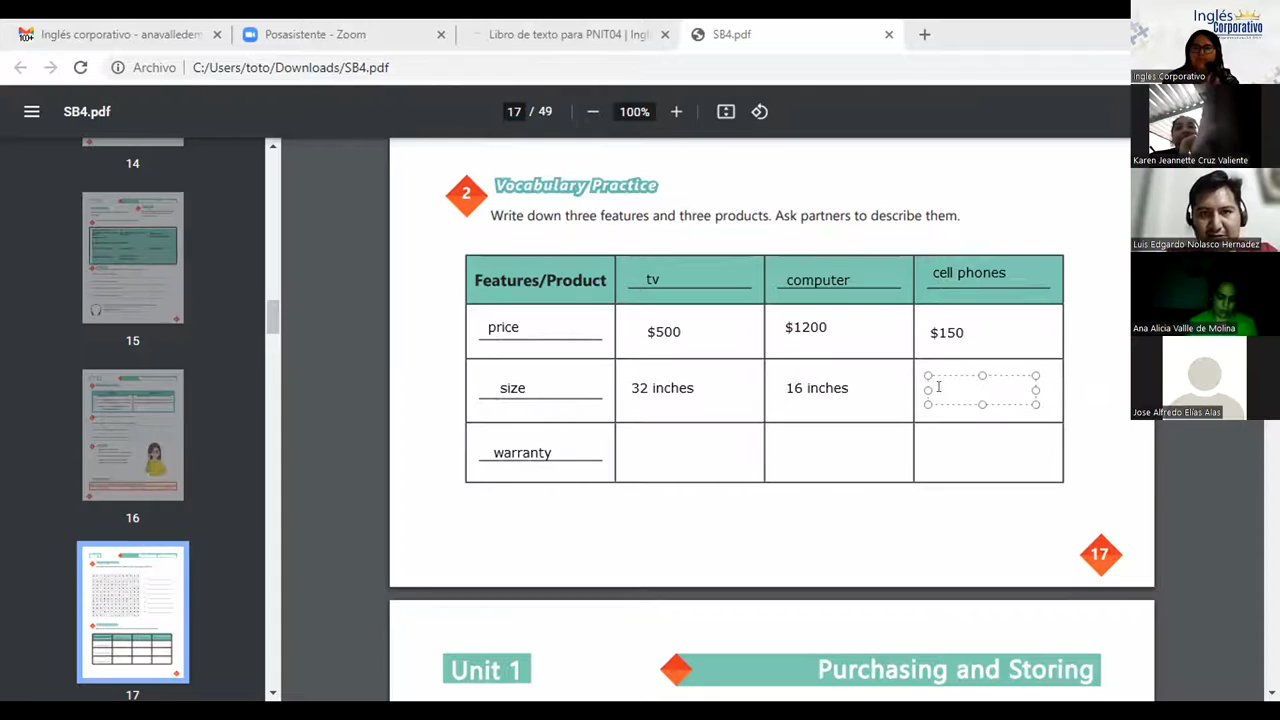 Inglés corporativo - anavalledem
Posasistente - Zoom
Libro de texto para PNIT04 | Ingl
SB4.pdf
Archivo
C:/Users/toto/Downloads/SB4.pdf
SB4.pdf
17 / 49
100%
14
15
16
17
2
Vocabulary Practice
Write down three features and three products. Ask partners to describe them.
Features/Product tv computer cell phones
price $500 $1200 $150
size 32 inches 16 inches
warranty
17
Unit 1
Purchasing and Storing
Inglés
Corporativo
Ingles Corporativo
Karen Jeannette Cruz Valiente
Luis Edgardo Nolasco Hernadez
Ana Alicia Vallle de Molina
Jose Alfredo Elías Alas